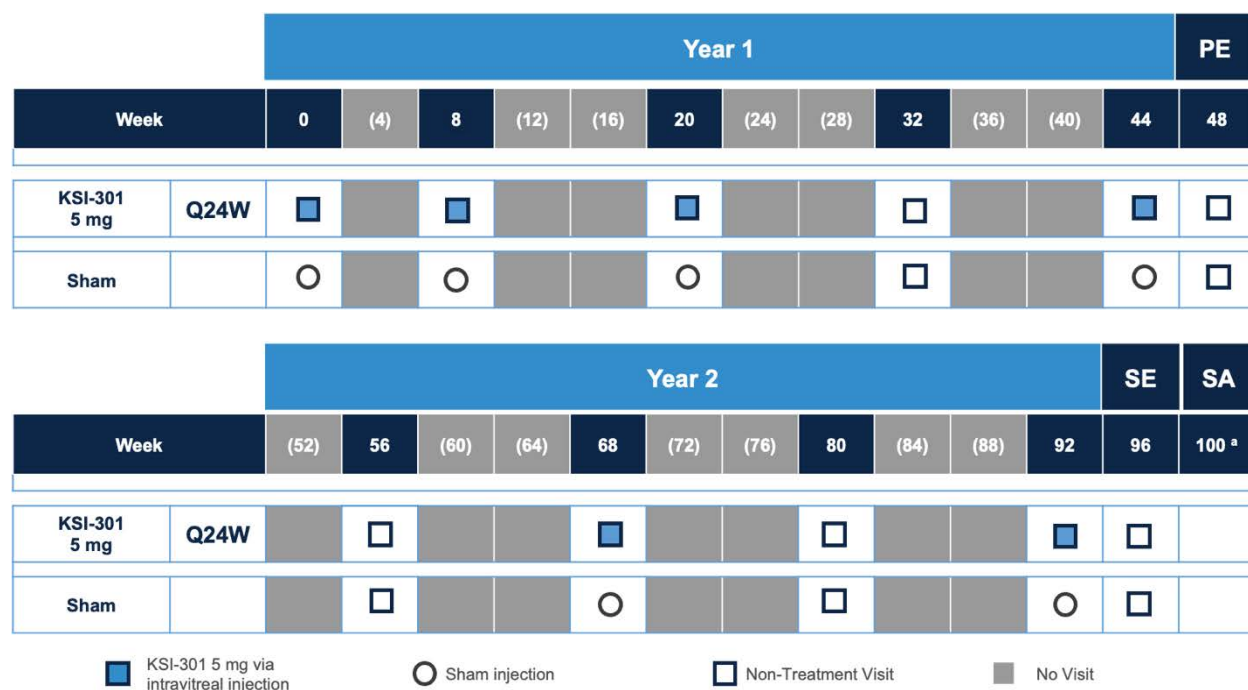 Year 1 PE
Week 0 (4) 8 (12) (16) 20 (24) (28) 32 (36) (40) 44 48
KSI-301
5 mg
Q24W
Sham
Year 2 SE SA
Week (52) 56 (60) (64) 68 (72) (76) 80 (84) (88) 92 96 100 a
KSI-301
5 mg
Q24W
Sham
KSI-301 5 mg via
intravitreal injection
Sham injection
Non-Treatment Visit
No Visit